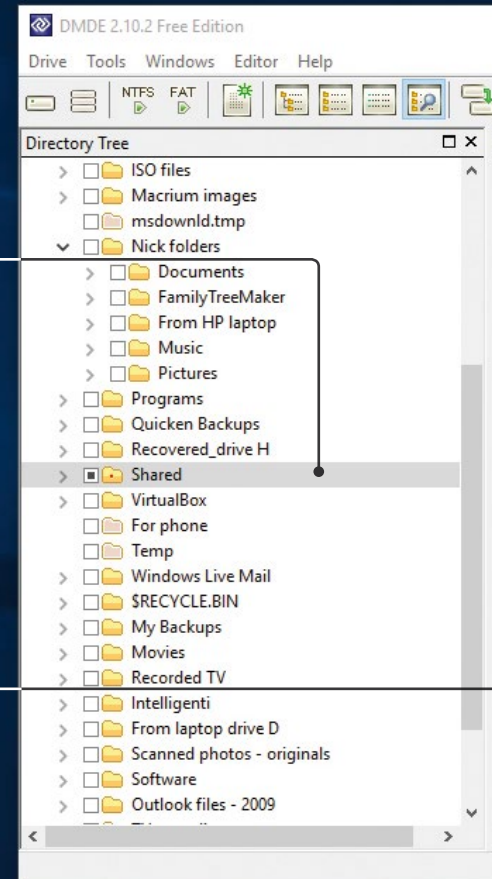 DMDE 2.10.2 Free Edition
Drive Tools Windows Editor Help
NTFS FAT
Directory Tree
ISO files
Macrium images
msdownld.tmp
Nick folders
Documents
FamilyTreeMaker
From HP laptop
Music
Pictures
Programs
Quicken Backups
Recovered_drive H
Shared
VirtualBox
For phone
Temp
Windows Live Mail
$RECYCLE.BIN
My Backups
Movies
Recorded TV
Intelligenti
From laptop drive D
Scanned photos - originals
Software
Outlook files - 2009